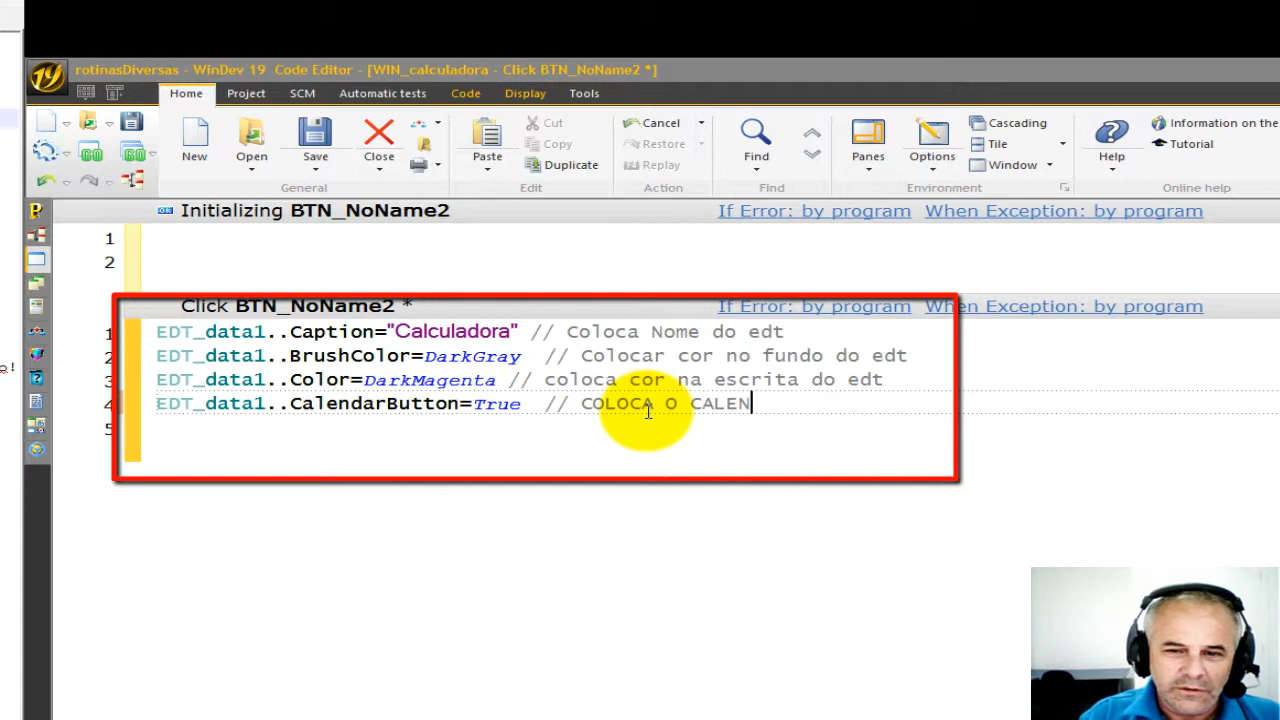 rotinasDiversas - WinDev 19 Code Editor - [WIN_calculadora - Click BTN_NoName2 *]
Home Project SCM Automatic tests Code Display Tools
New Open Save Close Paste Cut Copy Duplicate Cancel Restore Replay Find Panes Options Cascading Tile Window Help Information on the Tutorial
General Edit Action Find Environment Online help
Initializing BTN_NoName2 If Error: by program When Exception: by program
1
2
Click BTN_NoName2 * If Error: by program When Exception: by program
1 EDT_data1..Caption="Calculadora" // Coloca Nome do edt
2 EDT_data1..BrushColor=DarkGray // Colocar cor no fundo do edt
3 EDT_data1..Color=DarkMagenta // coloca cor na escrita do edt
4 EDT_data1..CalendarButton=True // COLOCA O CALEN
5